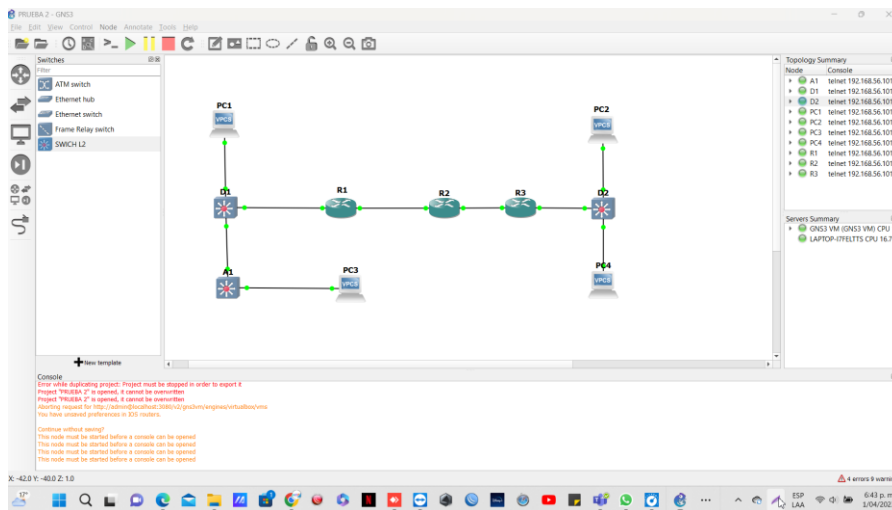 PRUEBA.2 - GNS3
File Edit View Control Node Annotate Tools Help
Switches
Filter
ATM switch
Ethernet hub
Ethernet switch
Frame Relay switch
SWICH L2
New template
PC1
VPCS
PC2
VPCS
D1
R1
R2
R3
D2
A1
PC3
VPCS
PC4
VPCS
Topology Summary
Node Console
A1 telnet 192.168.56.101
D1 telnet 192.168.56.101
D2 telnet 192.168.56.101
PC1 telnet 192.168.56.101
PC2 telnet 192.168.56.101
PC3 telnet 192.168.56.101
PC4 telnet 192.168.56.101
R1 telnet 192.168.56.101
R2 telnet 192.168.56.101
R3 telnet 192.168.56.101
Servers Summary
GNS3 VM (GNS3 VM) CPU
LAPTOP-I7FELTTS CPU 16.7
Console
Error while duplicating project: Project must be stopped in order to export it
Project "PRUEBA 2" is opened, it cannot be overwritten
Project "PRUEBA 2" is opened, it cannot be overwritten
Aborting request for http://admin@localhost:3080/v2/gns3vm/engines/virtualbox/vms
You have unsaved preferences in IOS routers.
Continue without saving?
This node must be started before a console can be opened
This node must be started before a console can be opened
This node must be started before a console can be opened
This node must be started before a console can be opened
X: -42.0 Y: -40.0 Z: 1.0
4 errors 9 warni
17°
ESP
LAA
6:43 p. m.
1/04/202